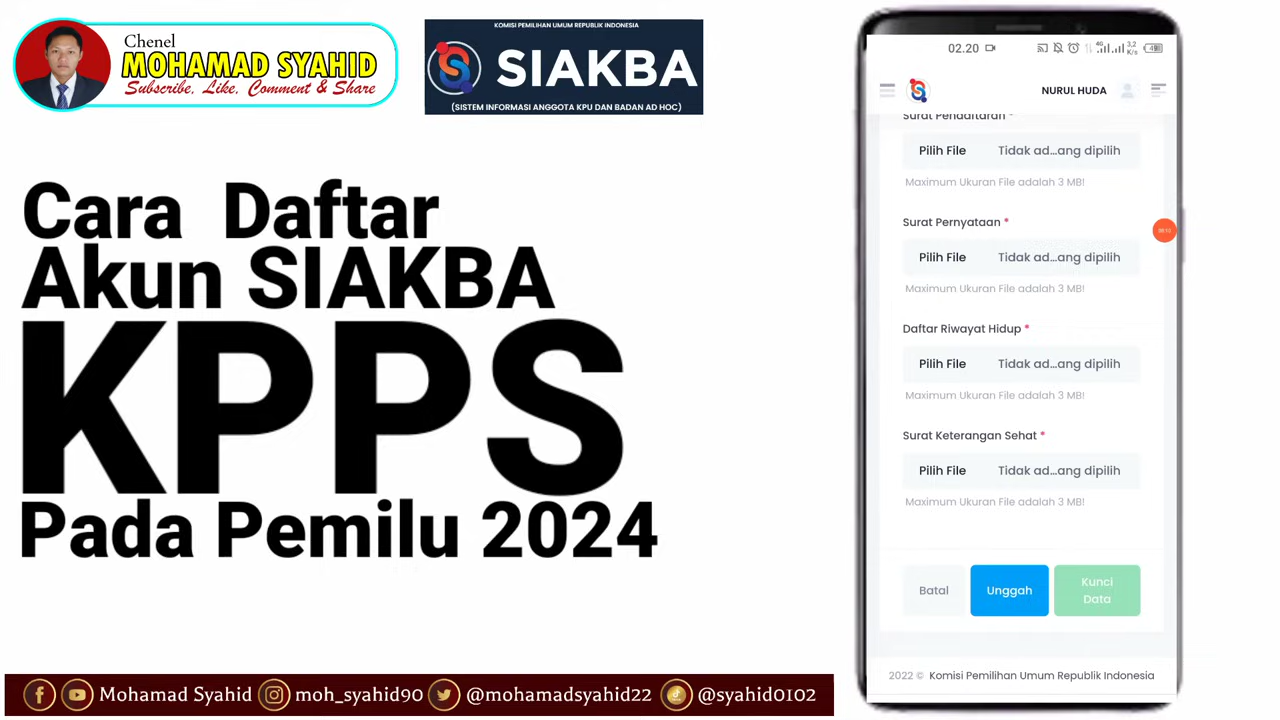 Chenel
MOHAMAD SYAHID
Subscribe, Like, Comment & Share
KOMISI PEMILIHAN UMUM REPUBLIK INDONESIA
SIAKBA
(SISTEM INFORMASI ANGGOTA KPU DAN BADAN AD HOC)
Cara Daftar
Akun SIAKBA
KPPS
Pada Pemilu 2024
Mohamad Syahid moh_syahid90 @mohamadsyahid22 @syahid0102
02.20 4G 3,2 K/s
NURUL HUDA
Surat Pendaftaran *
Pilih File Tidak ad...ang dipilih
Maximum Ukuran File adalah 3 MB!
Surat Pernyataan *
Pilih File Tidak ad...ang dipilih
Maximum Ukuran File adalah 3 MB!
Daftar Riwayat Hidup *
Pilih File Tidak ad...ang dipilih
Maximum Ukuran File adalah 3 MB!
Surat Keterangan Sehat *
Pilih File Tidak ad...ang dipilih
Maximum Ukuran File adalah 3 MB!
Batal Unggah Kunci
Data
2022 © Komisi Pemilihan Umum Republik Indonesia